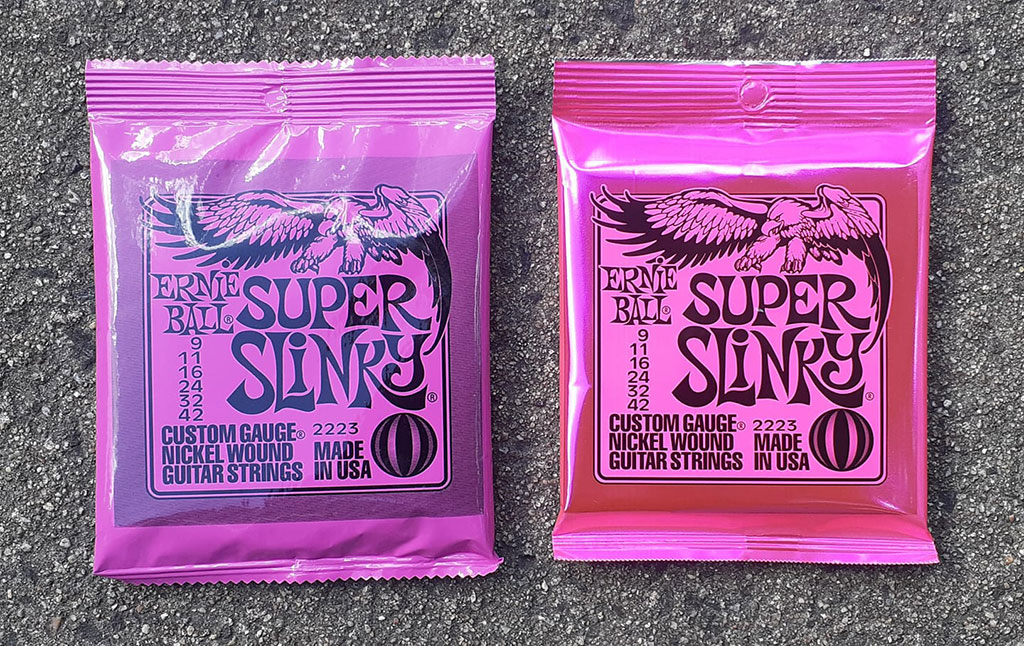 ERNIE
BALL®
SUPER
SLINKY®
9
11
16
24
32
42
CUSTOM GAUGE® 2223
NICKEL WOUND MADE
GUITAR STRINGS IN USA
ERNIE
BALL®
SUPER
SLINKY®
9
11
16
24
32
42
CUSTOM GAUGE® 2223
NICKEL WOUND MADE
GUITAR STRINGS IN USA